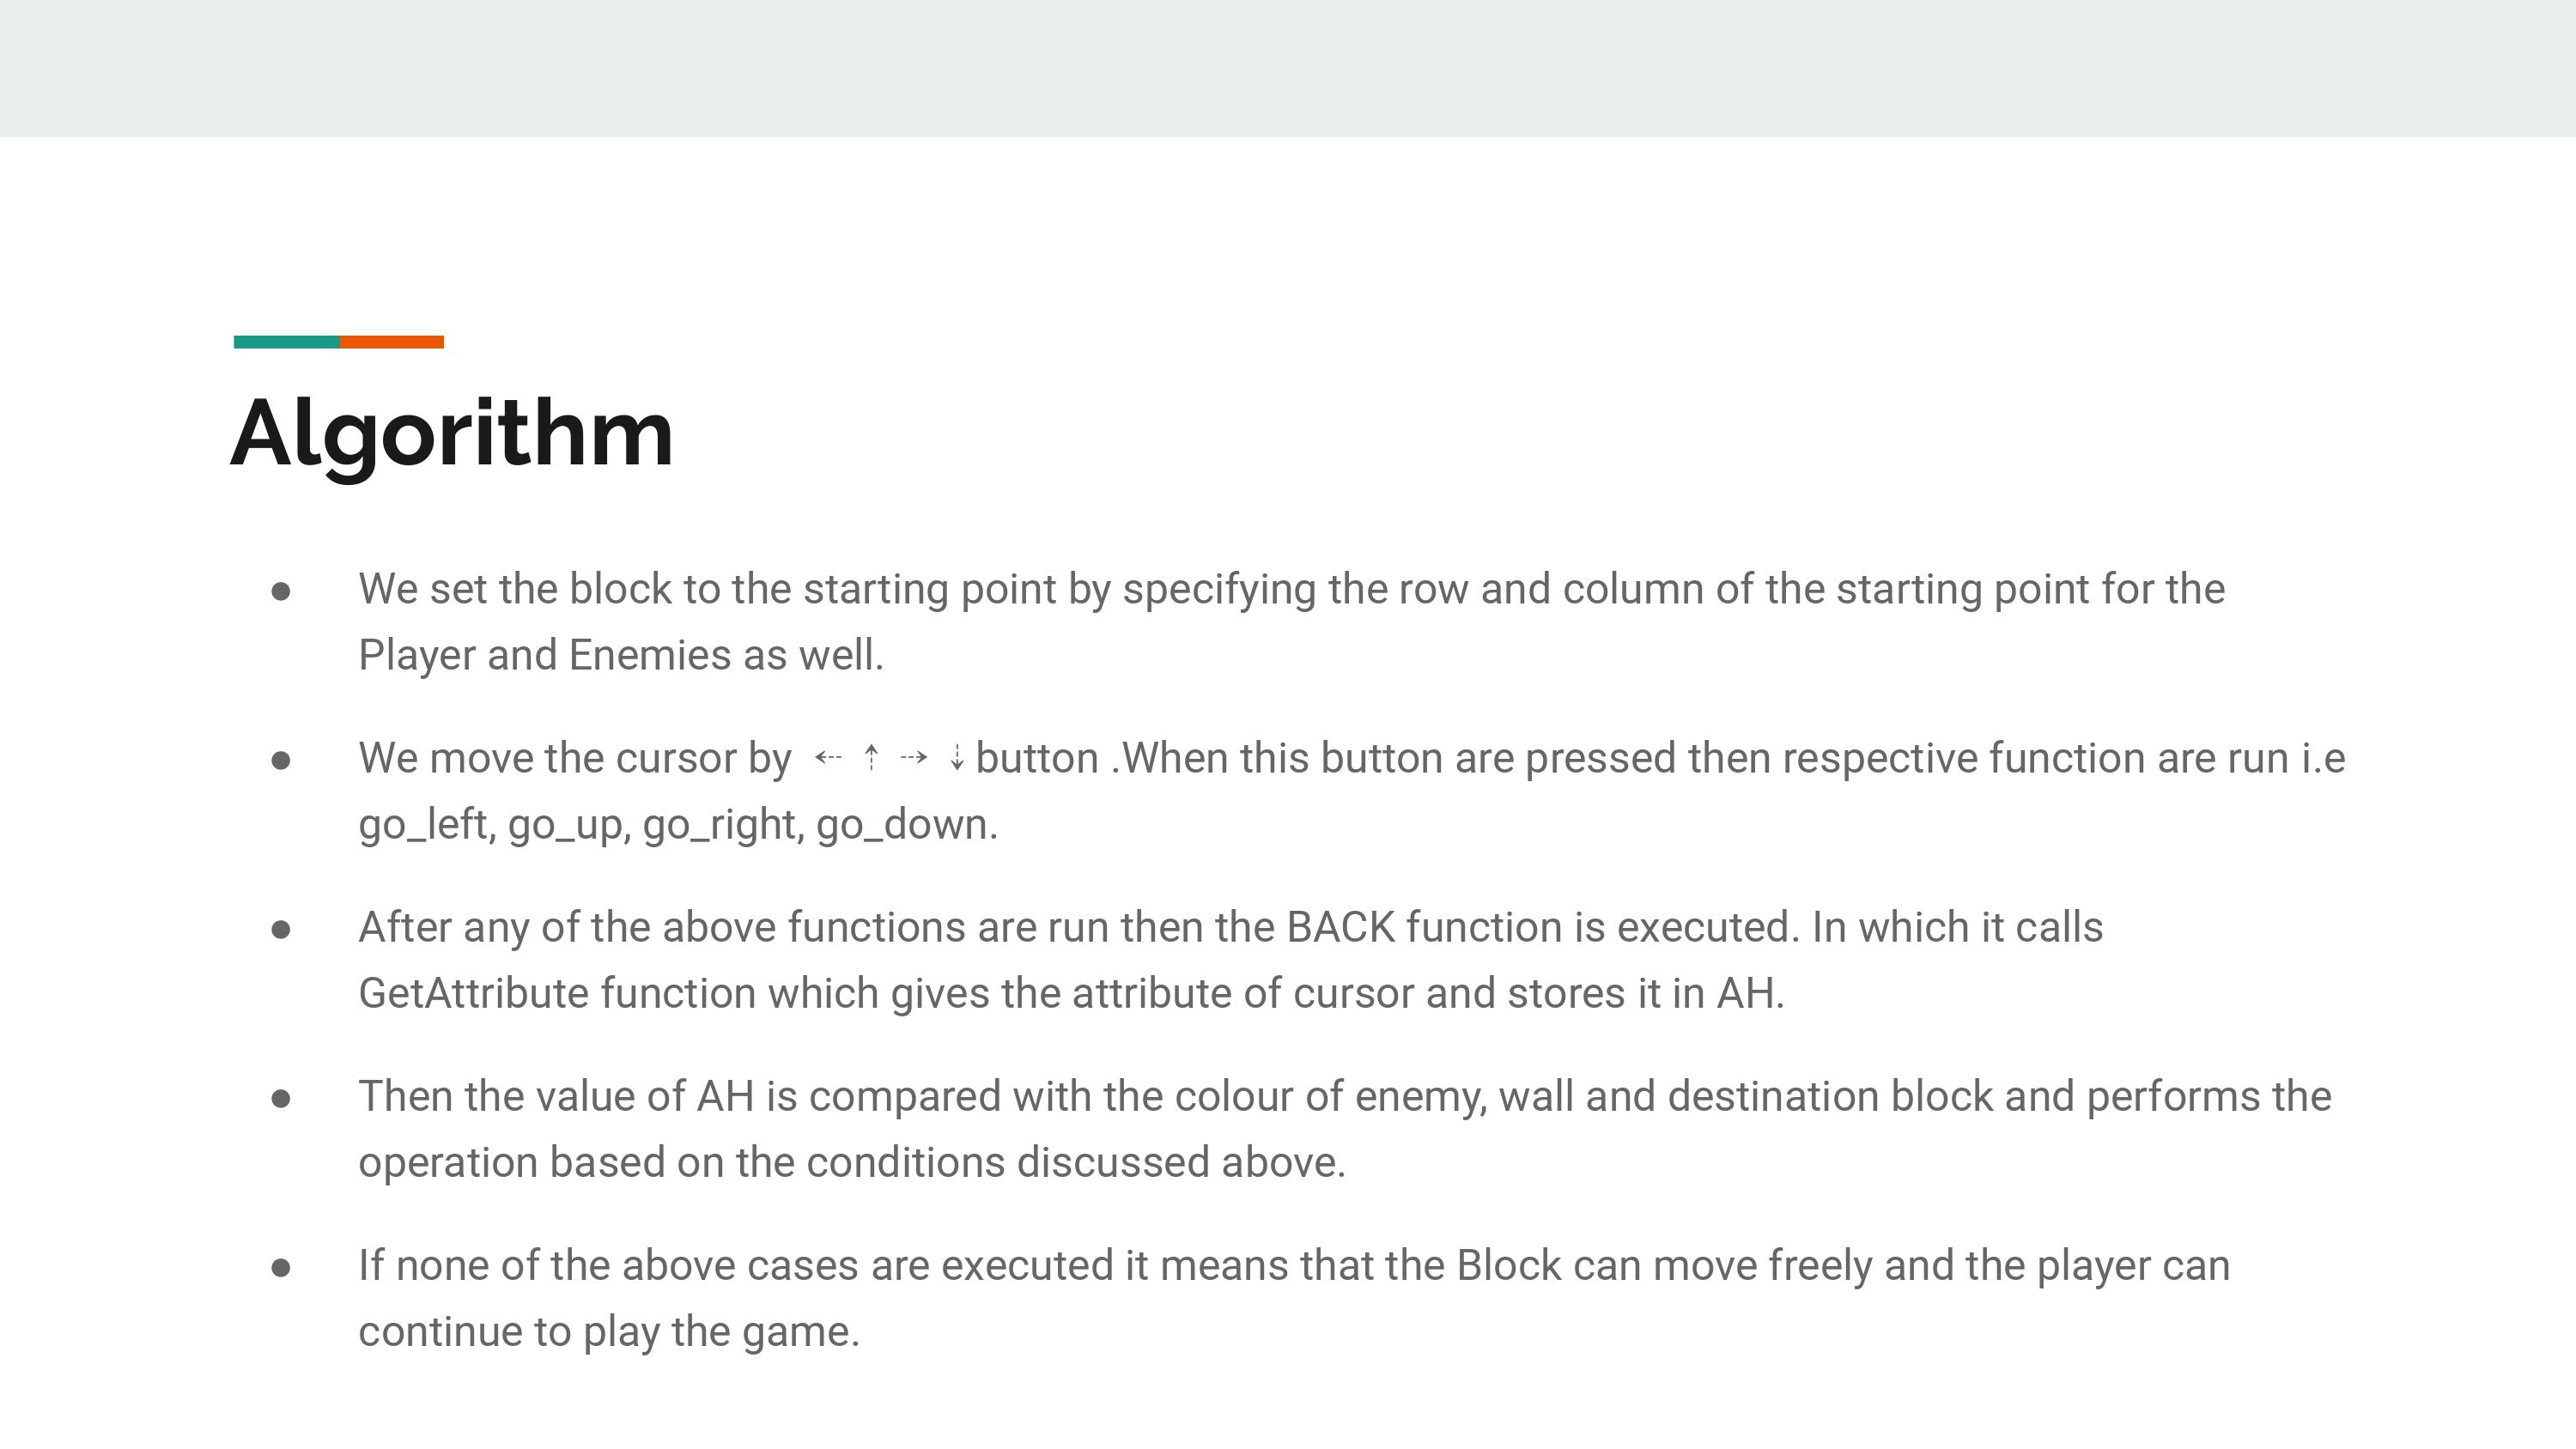 Algorithm
● We set the block to the starting point by specifying the row and column of the starting point for the
Player and Enemies as well.
● We move the cursor by ⇠ ⇡ ⇢ ⇣ button .When this button are pressed then respective function are run i.e
go_left, go_up, go_right, go_down.
● After any of the above functions are run then the BACK function is executed. In which it calls
GetAttribute function which gives the attribute of cursor and stores it in AH.
● Then the value of AH is compared with the colour of enemy, wall and destination block and performs the
operation based on the conditions discussed above.
● If none of the above cases are executed it means that the Block can move freely and the player can
continue to play the game.